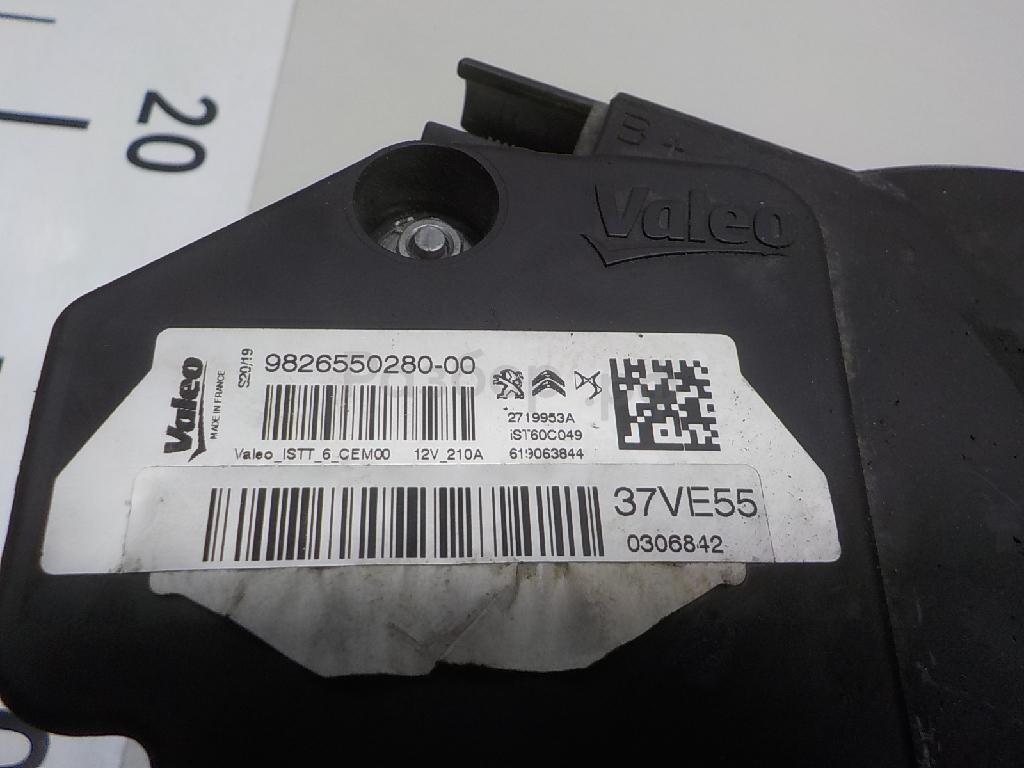 20
B+
Valeo
Valeo
MADE IN FRANCE
S20/19
9826550280-00
2719953A
iST60C049
Valeo_ISTT_6_CEM00 12V_210A 619063844
37VE55
0306842